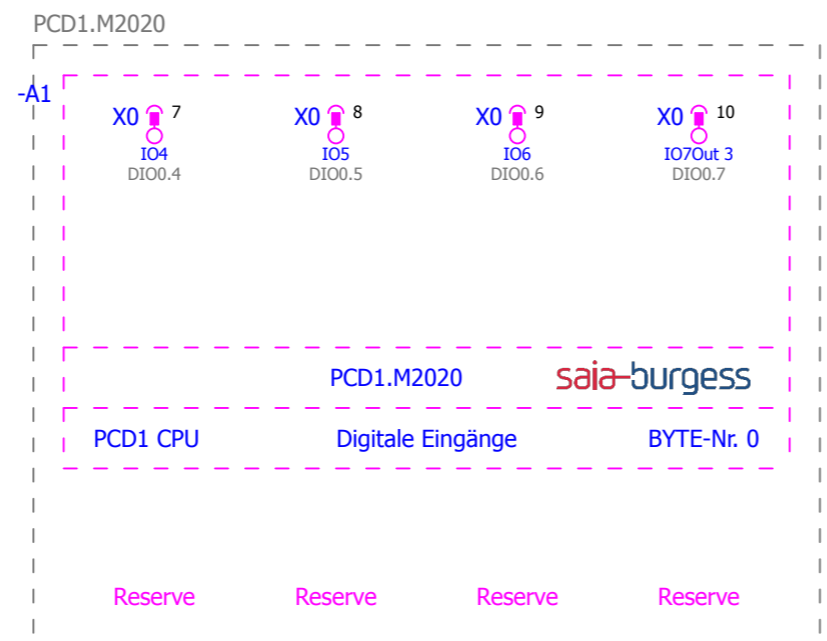 PCD1.M2020
-A1
X0 7 X0 8 X0 9 X0 10
IO4 IO5 IO6 IO7Out 3
DIO0.4 DIO0.5 DIO0.6 DIO0.7
PCD1.M2020 saia-burgess
PCD1 CPU Digitale Eingänge BYTE-Nr. 0
Reserve Reserve Reserve Reserve